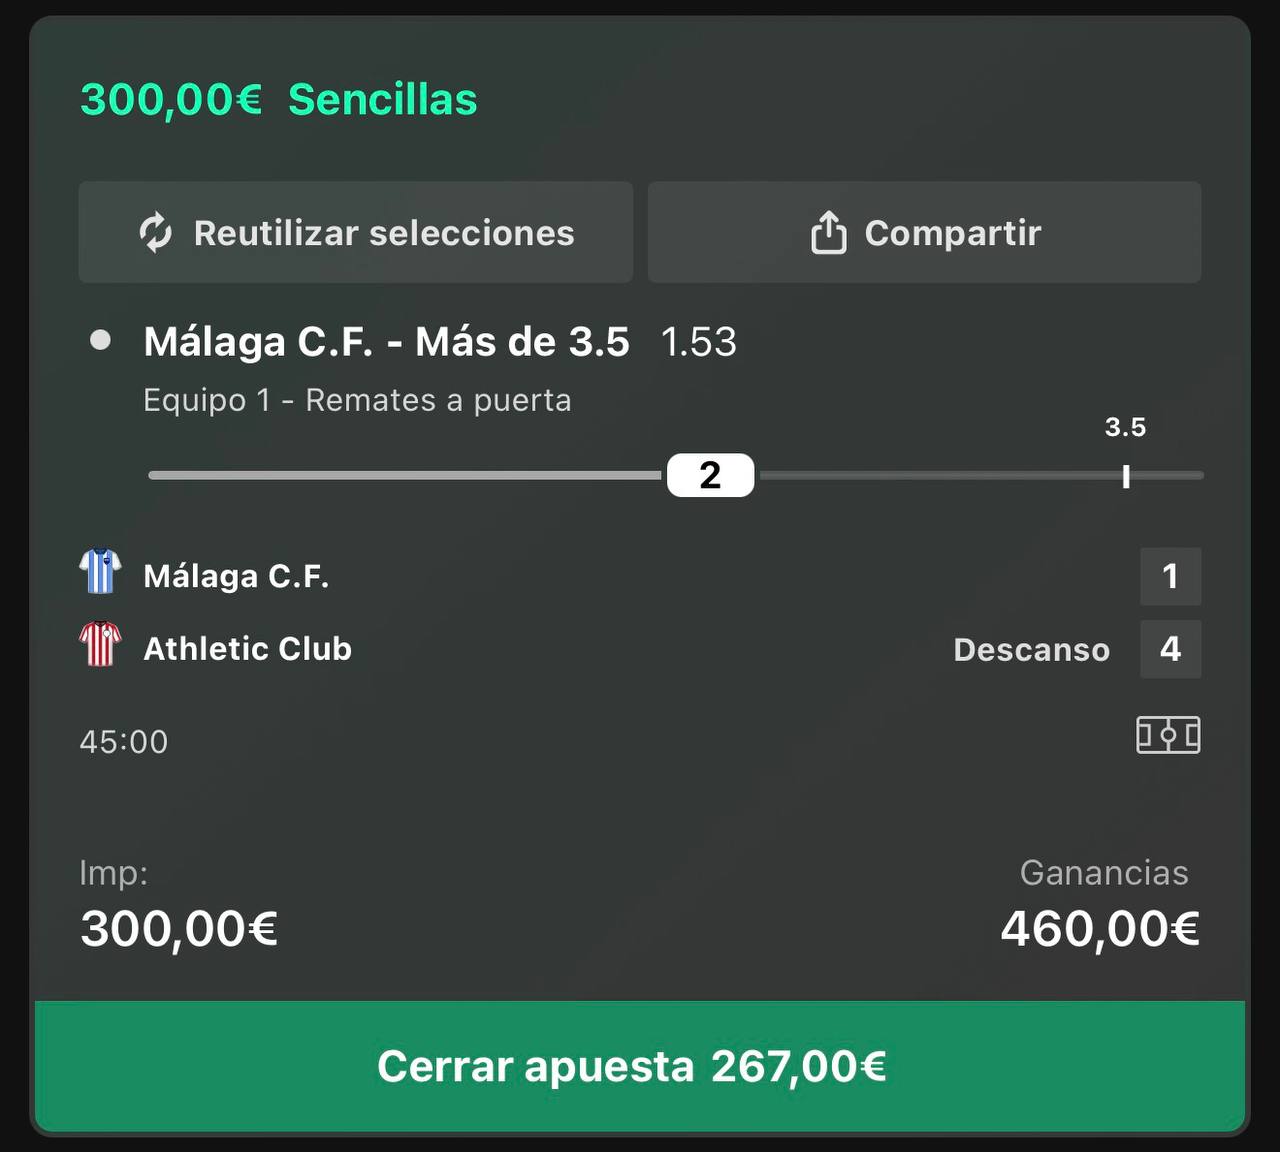 300,00€ Sencillas
Reutilizar selecciones Compartir
Málaga C.F. - Más de 3.5 1.53
Equipo 1 - Remates a puerta
3.5
2
Málaga C.F. 1
Athletic Club Descanso 4
45:00
Imp: Ganancias
300,00€ 460,00€
Cerrar apuesta 267,00€